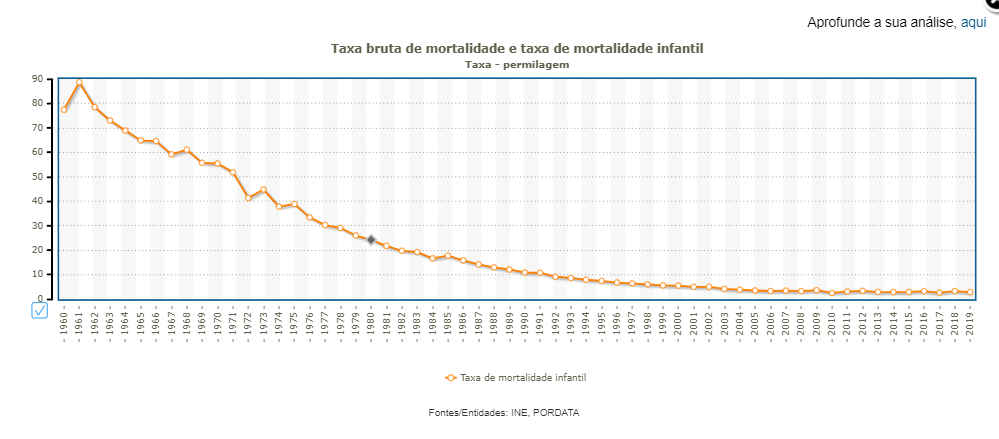 Aprofunde a sua análise, aqui
Taxa bruta de mortalidade e taxa de mortalidade infantil
Taxa - permilagem
90
80
70
60
50
40
30
20
10
0
- 1960 -
- 1961 -
- 1962 -
- 1963 -
- 1964 -
- 1965 -
- 1966 -
- 1967 -
- 1968 -
- 1969 -
- 1970 -
- 1971 -
- 1972 -
- 1973 -
- 1974 -
- 1975 -
- 1976 -
- 1977 -
- 1978 -
- 1979 -
- 1980 -
- 1981 -
- 1982 -
- 1983 -
- 1984 -
- 1985 -
- 1986 -
- 1987 -
- 1988 -
- 1989 -
- 1990 -
- 1991 -
- 1992 -
- 1993 -
- 1994 -
- 1995 -
- 1996 -
- 1997 -
- 1998 -
- 1999 -
- 2000 -
- 2001 -
- 2002 -
- 2003 -
- 2004 -
- 2005 -
- 2006 -
- 2007 -
- 2008 -
- 2009 -
- 2010 -
- 2011 -
- 2012 -
- 2013 -
- 2014 -
- 2015 -
- 2016 -
- 2017 -
- 2018 -
- 2019 -
Taxa de mortalidade infantil
Fontes/Entidades: INE, PORDATA